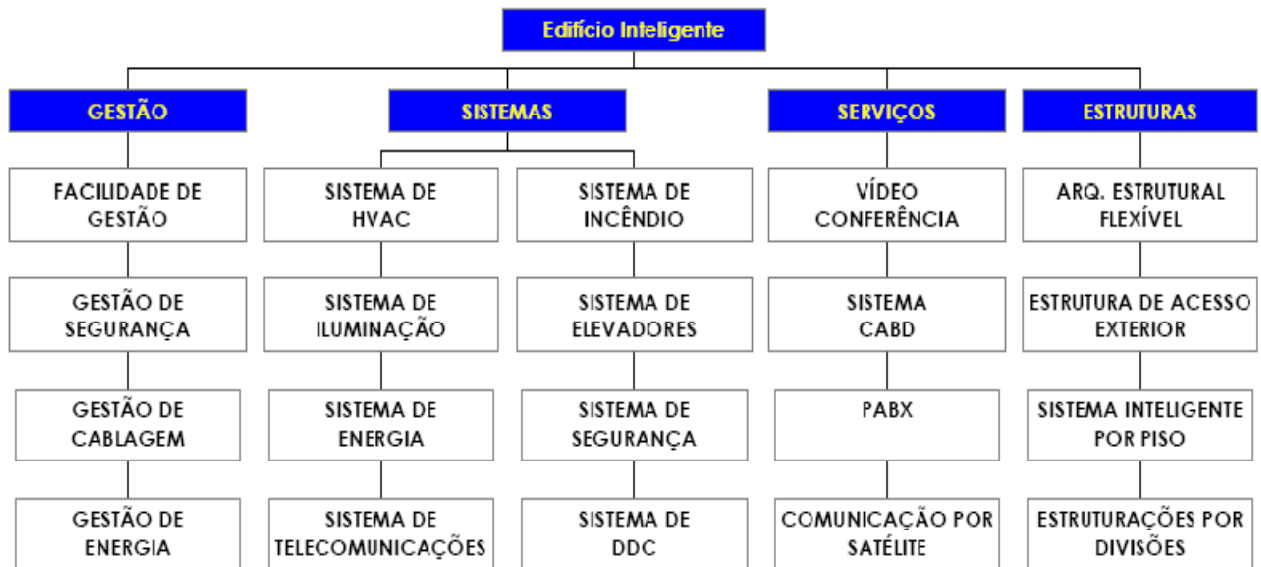 Edifício Inteligente
GESTÃO
SISTEMAS
SERVIÇOS
ESTRUTURAS
FACILIDADE DE
GESTÃO
SISTEMA DE
HVAC
SISTEMA DE
INCÊNDIO
VÍDEO
CONFERÊNCIA
ARQ. ESTRUTURAL
FLEXÍVEL
GESTÃO DE
SEGURANÇA
SISTEMA DE
ILUMINAÇÃO
SISTEMA DE
ELEVADORES
SISTEMA
CABD
ESTRUTURA DE ACESSO
EXTERIOR
GESTÃO DE
CABLAGEM
SISTEMA DE
ENERGIA
SISTEMA DE
SEGURANÇA
PABX
SISTEMA INTELIGENTE
POR PISO
GESTÃO DE
ENERGIA
SISTEMA DE
TELECOMUNICAÇÕES
SISTEMA DE
DDC
COMUNICAÇÃO POR
SATÉLITE
ESTRUTURAÇÕES POR
DIVISÕES